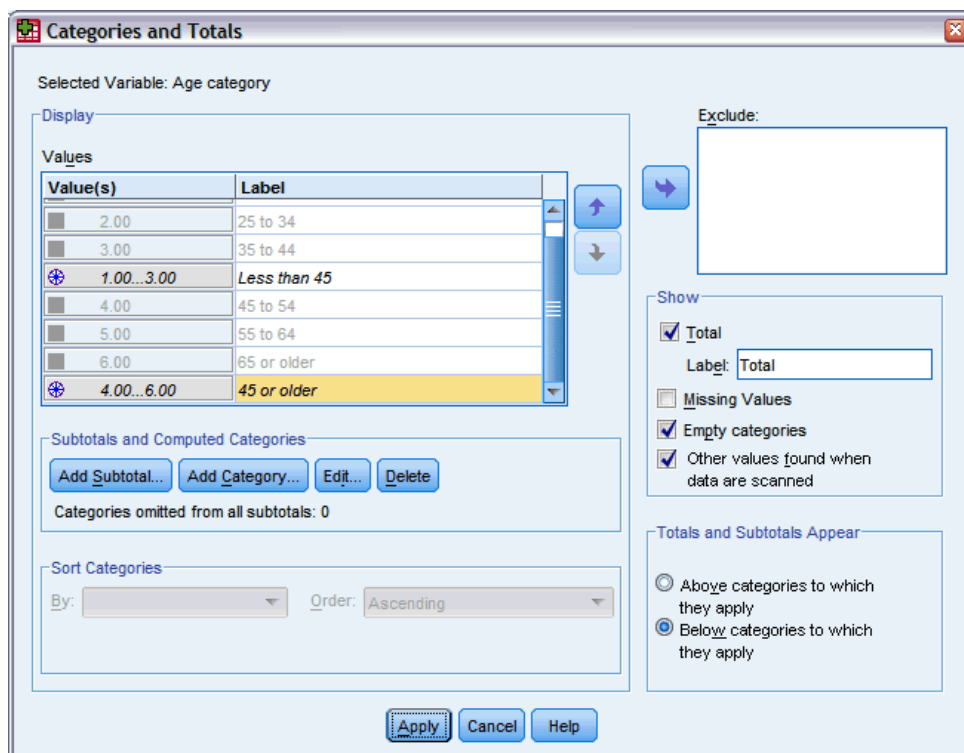 Categories and Totals
Selected Variable: Age category
Display
Values
Value(s) Label
2.00 25 to 34
3.00 35 to 44
1.00...3.00 Less than 45
4.00 45 to 54
5.00 55 to 64
6.00 65 or older
4.00...6.00 45 or older
Subtotals and Computed Categories
Add Subtotal... Add Category... Edit... Delete
Categories omitted from all subtotals: 0
Sort Categories
By: Order: Ascending
Exclude:
Show
Total
Label: Total
Missing Values
Empty categories
Other values found when
data are scanned
Totals and Subtotals Appear
Above categories to which
they apply
Below categories to which
they apply
Apply Cancel Help